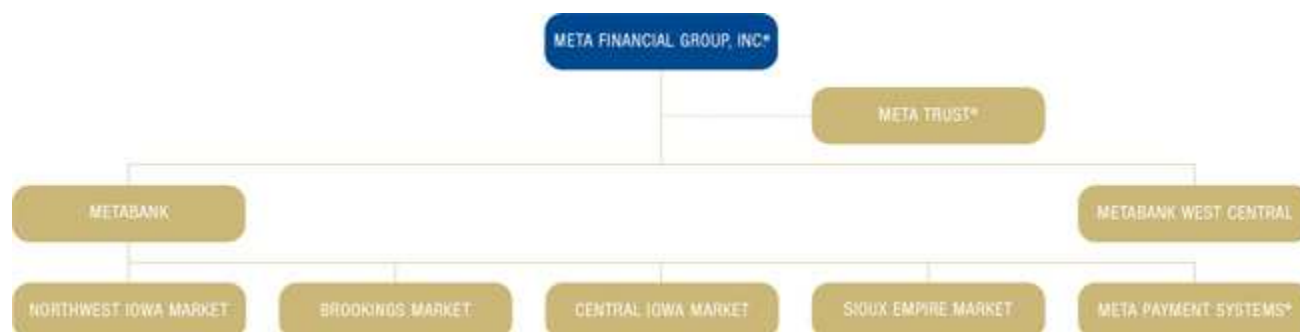 META FINANCIAL GROUP, INC.®
META TRUST®
METABANK
METABANK WEST CENTRAL
NORTHWEST IOWA MARKET
BROOKINGS MARKET
CENTRAL IOWA MARKET
SIOUX EMPIRE MARKET
META PAYMENT SYSTEMS®